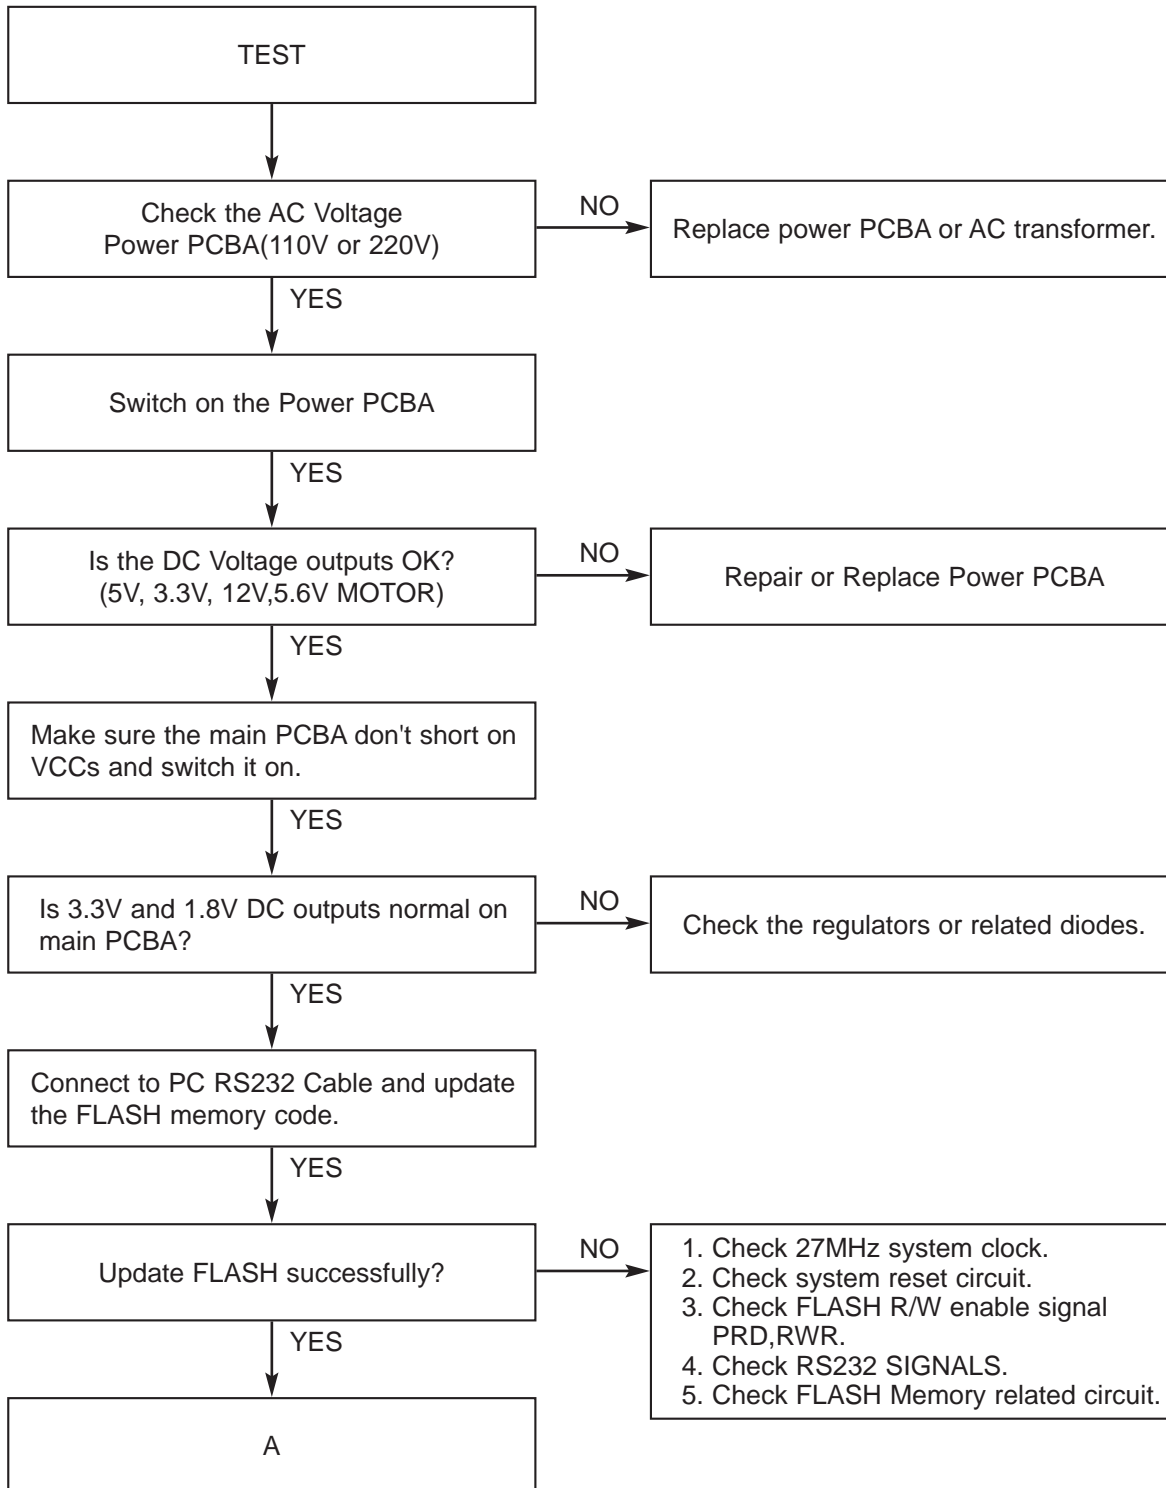 TEST
Check the AC Voltage
Power PCBA(110V or 220V)
NO
Replace power PCBA or AC transformer.
YES
Switch on the Power PCBA
YES
Is the DC Voltage outputs OK?
(5V, 3.3V, 12V,5.6V MOTOR)
NO
Repair or Replace Power PCBA
YES
Make sure the main PCBA don't short on
VCCs and switch it on.
YES
Is 3.3V and 1.8V DC outputs normal on
main PCBA?
NO
Check the regulators or related diodes.
YES
Connect to PC RS232 Cable and update
the FLASH memory code.
YES
Update FLASH successfully?
NO
1. Check 27MHz system clock.
2. Check system reset circuit.
3. Check FLASH R/W enable signal
PRD,RWR.
4. Check RS232 SIGNALS.
5. Check FLASH Memory related circuit.
YES
A